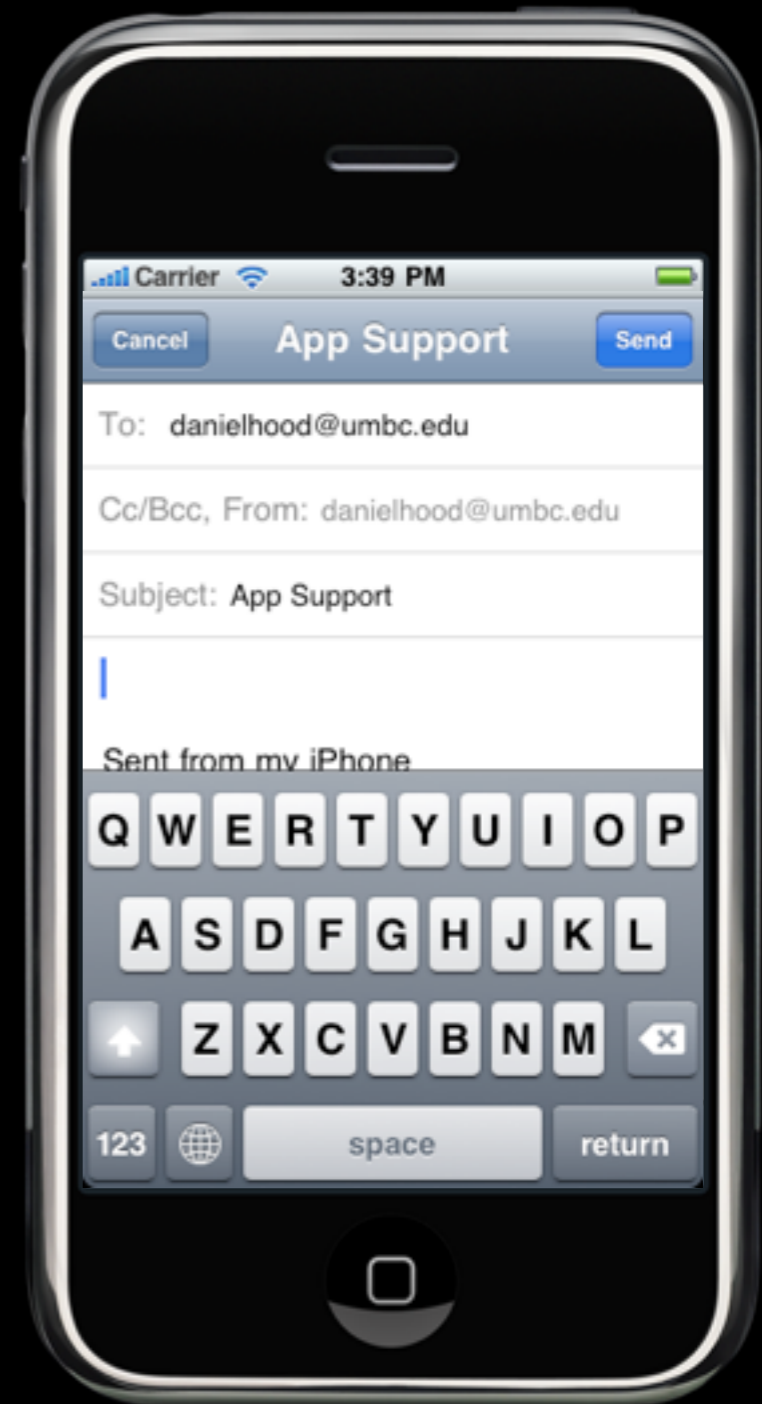 Carrier 3:39 PM
Cancel App Support Send
To: danielhood@umbc.edu
Cc/Bcc, From: danielhood@umbc.edu
Subject: App Support
Sent from my iPhone
Q W E R T Y U I O P
A S D F G H J K L
Z X C V B N M
123 space return